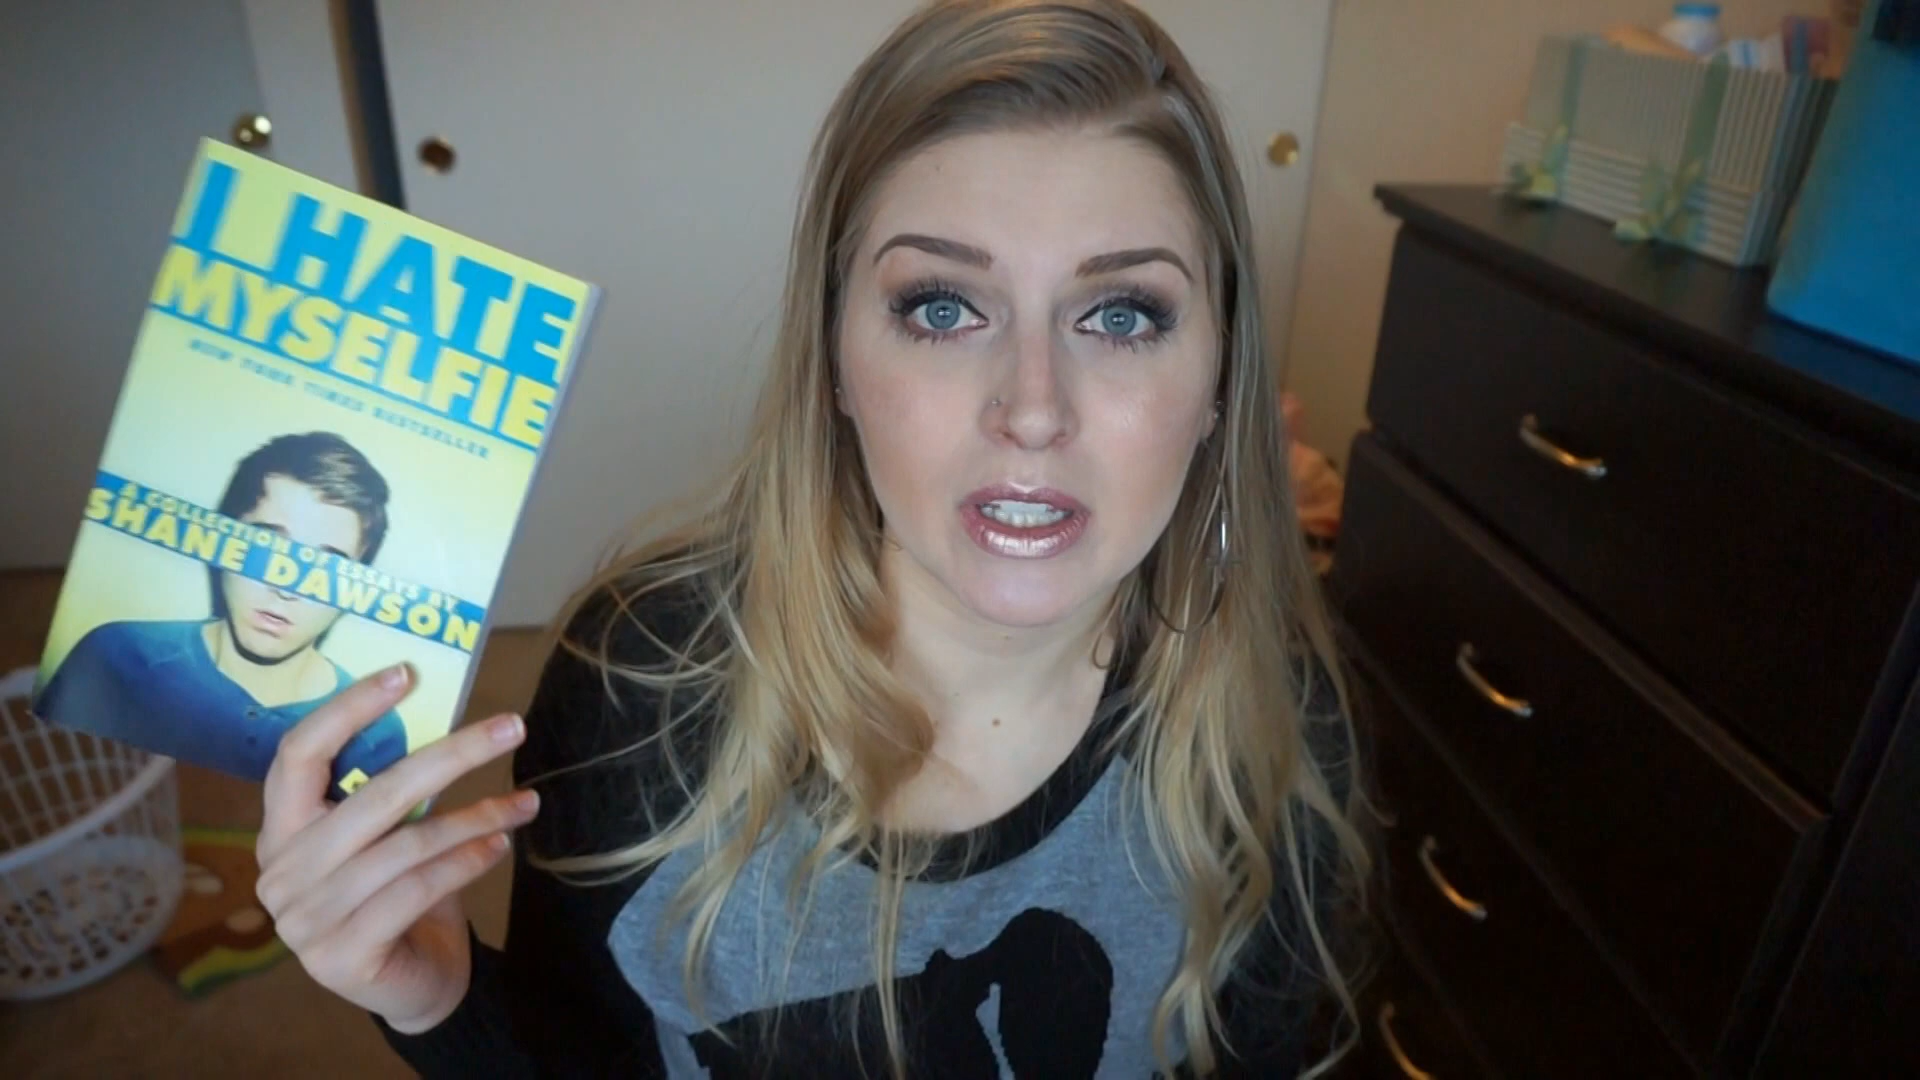 I HATE
MYSELFIE
NEW YORK TIMES BESTSELLER
A COLLECTION OF ESSAYS BY
SHANE DAWSON